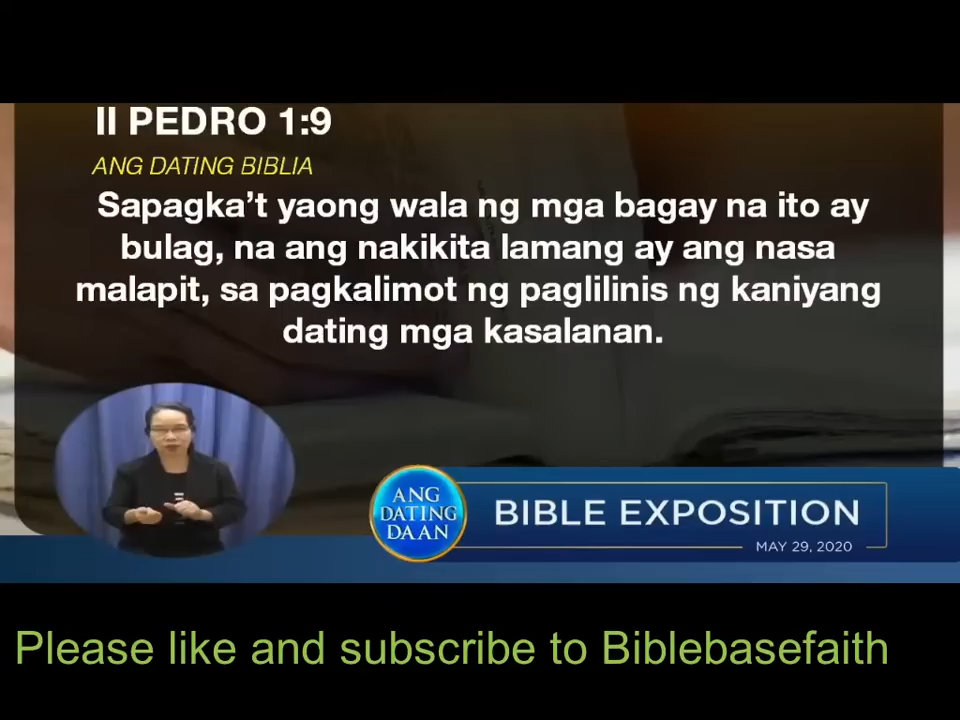 II PEDRO 1:9
ANG DATING BIBLIA
Sapagka't yaong wala ng mga bagay na ito ay
bulag, na ang nakikita lamang ay ang nasa
malapit, sa pagkalimot ng paglilinis ng kaniyang
dating mga kasalanan.
ANG
DATING
DAAN
BIBLE EXPOSITION
MAY 29, 2020
Please like and subscribe to Biblebasefaith